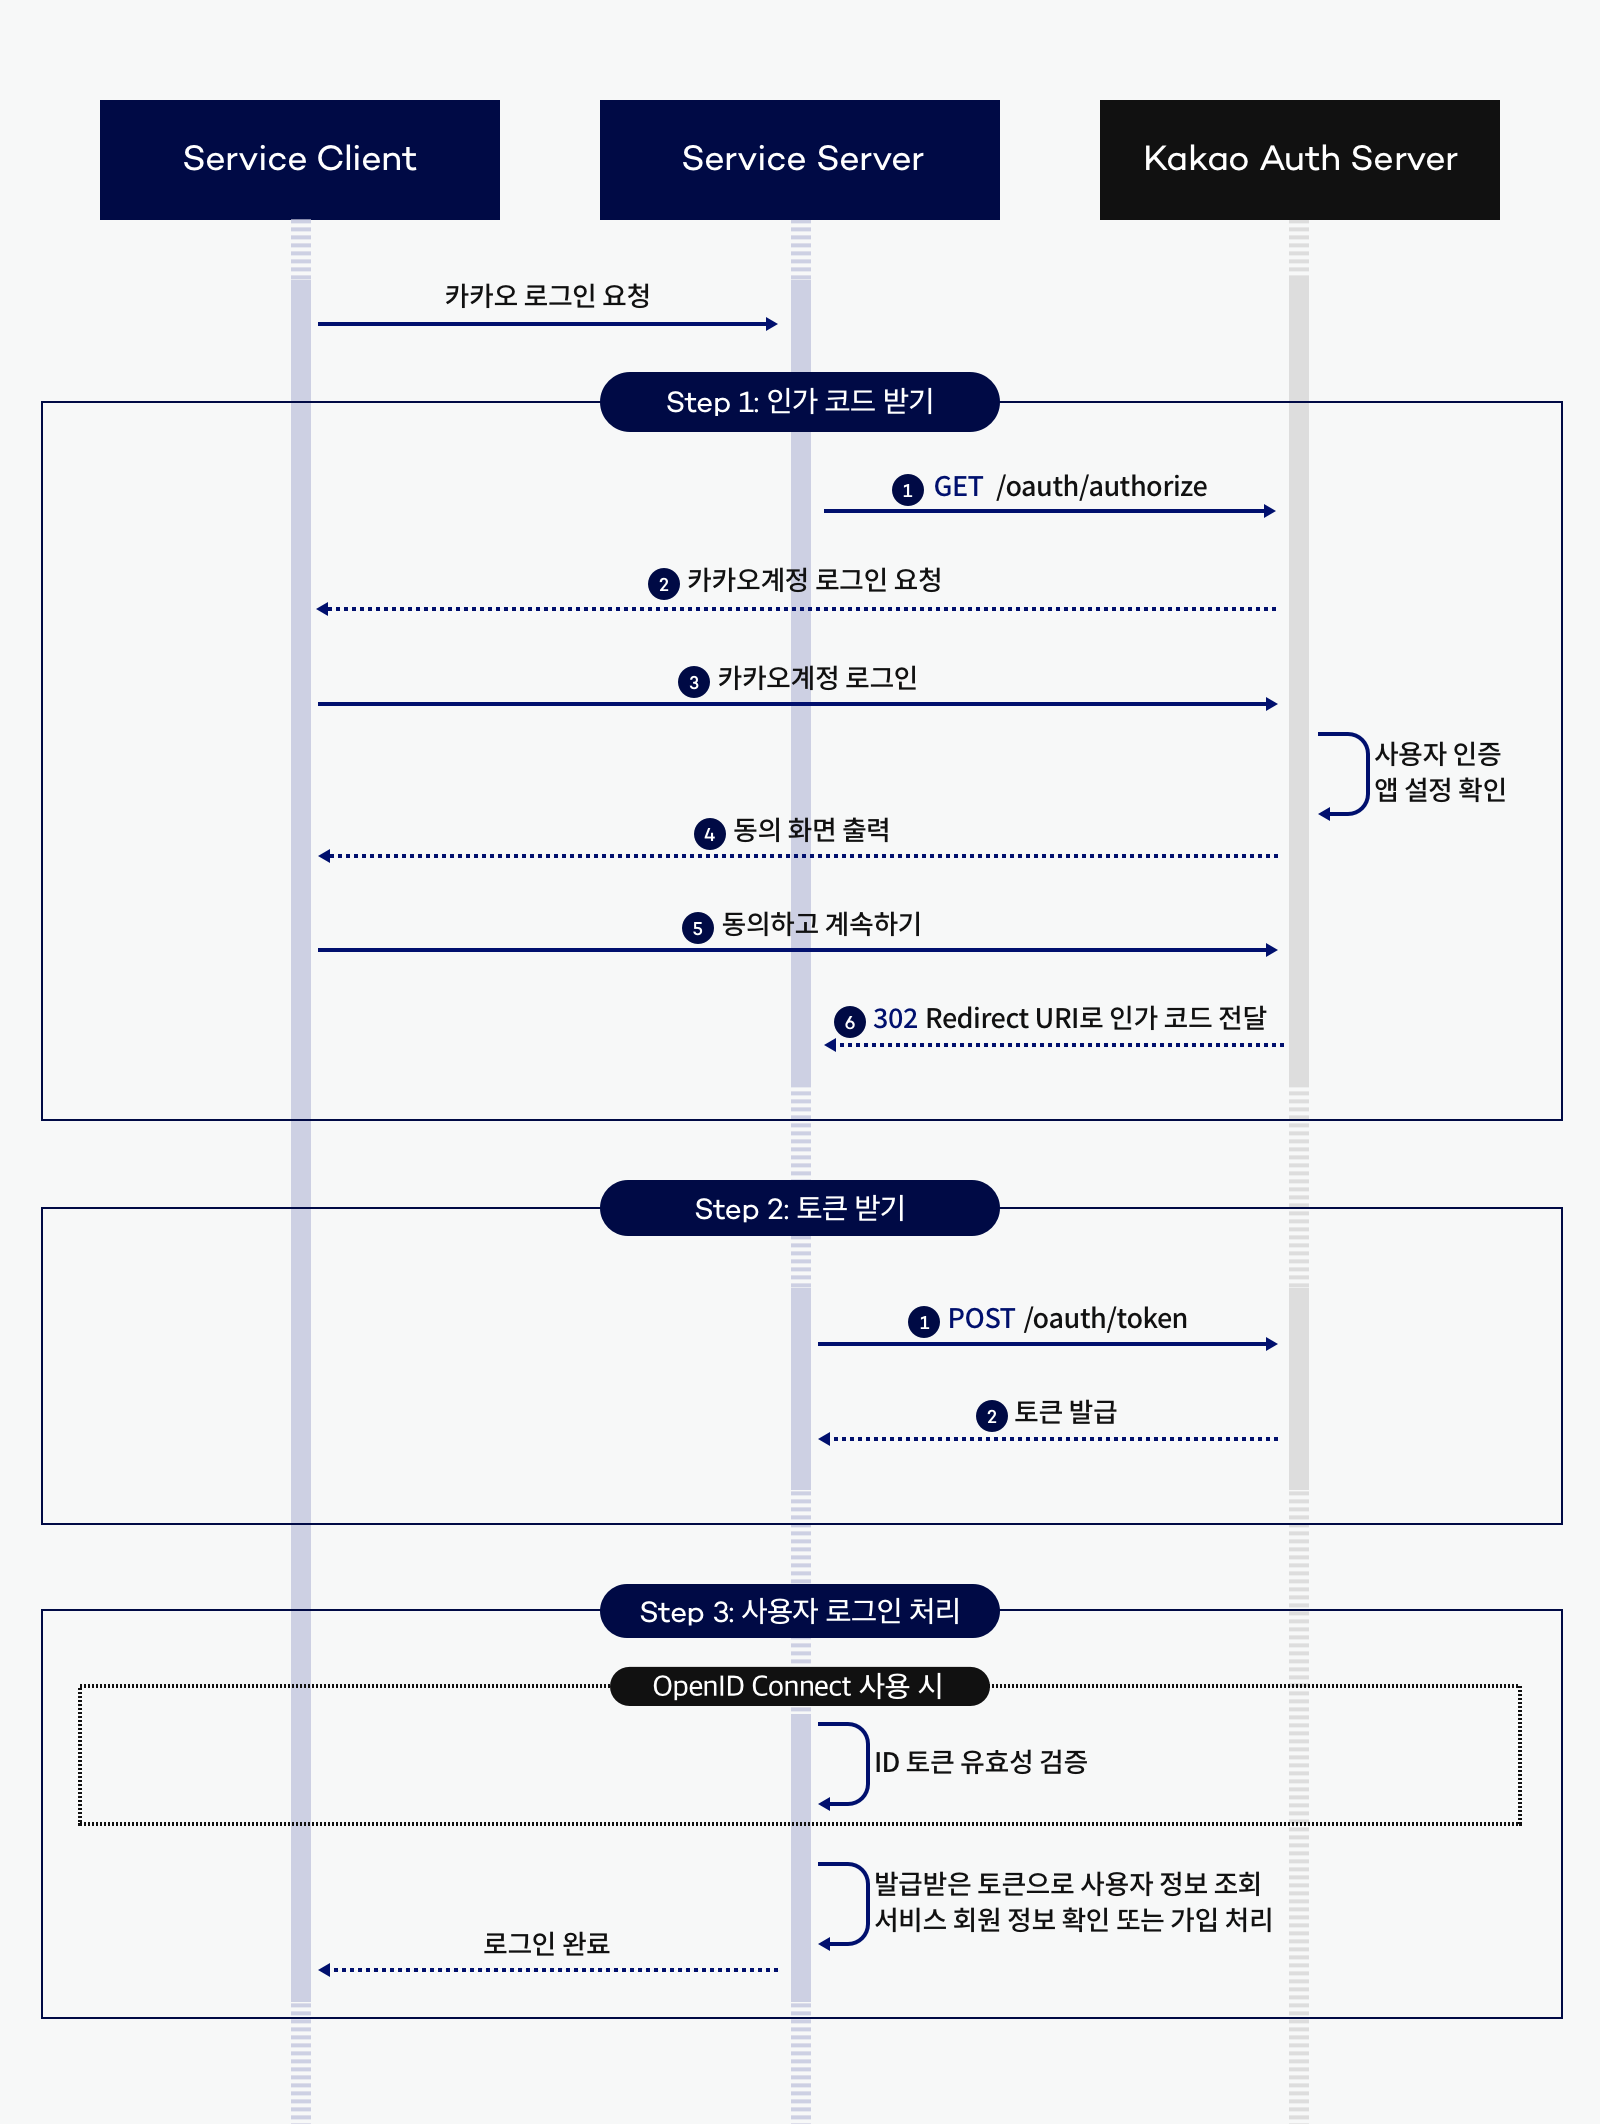 Service Client
Service Server
Kakao Auth Server
카카오 로그인 요청
Step 1: 인가 코드 받기
1 GET /oauth/authorize
2 카카오계정 로그인 요청
3 카카오계정 로그인
사용자 인증
앱 설정 확인
4 동의 화면 출력
5 동의하고 계속하기
6 302 Redirect URI로 인가 코드 전달
Step 2: 토큰 받기
1 POST /oauth/token
2 토큰 발급
Step 3: 사용자 로그인 처리
OpenID Connect 사용 시
ID 토큰 유효성 검증
발급받은 토큰으로 사용자 정보 조회
서비스 회원 정보 확인 또는 가입 처리
로그인 완료